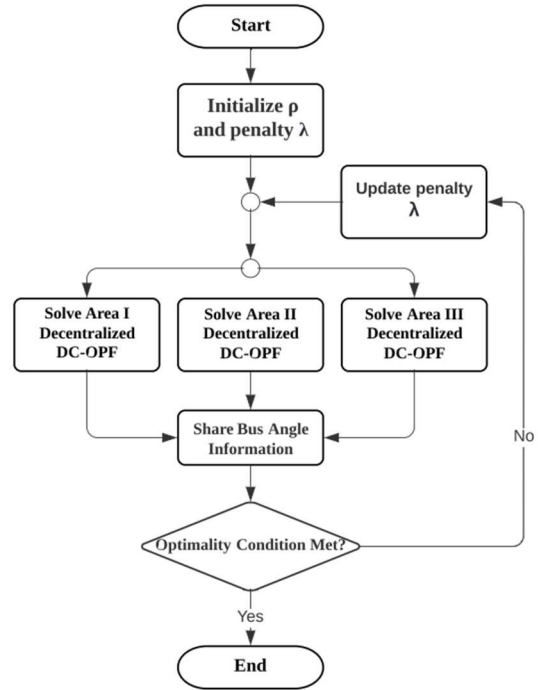 Start
Initialize ρ
and penalty λ
Update penalty
λ
Solve Area I
Decentralized
DC-OPF
Solve Area II
Decentralized
DC-OPF
Solve Area III
Decentralized
DC-OPF
Share Bus Angle
Information
No
Optimality Condition Met?
Yes
End